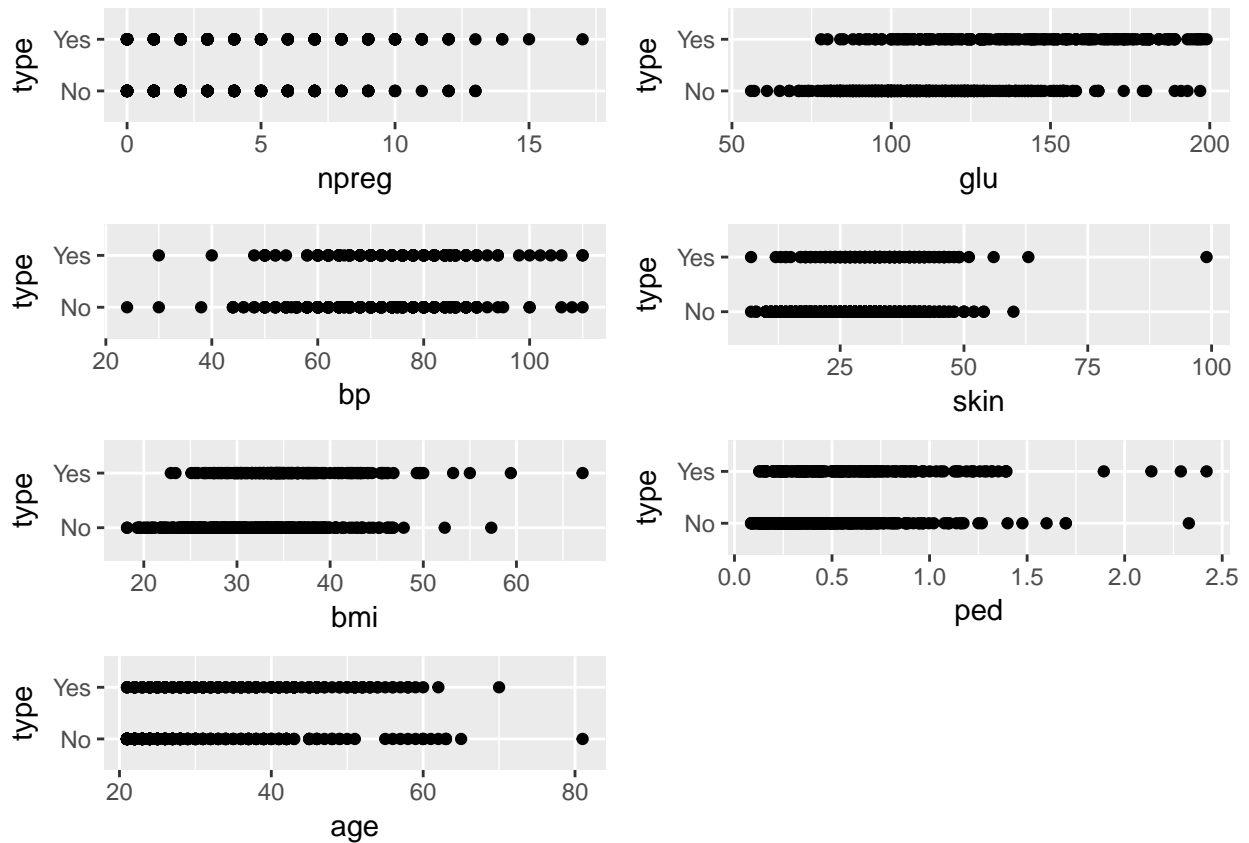 type
Yes
No
0 5 10 15
npreg
type
Yes
No
50 100 150 200
glu
type
Yes
No
20 40 60 80 100
bp
type
Yes
No
25 50 75 100
skin
type
Yes
No
20 30 40 50 60
bmi
type
Yes
No
0.0 0.5 1.0 1.5 2.0 2.5
ped
type
Yes
No
20 40 60 80
age